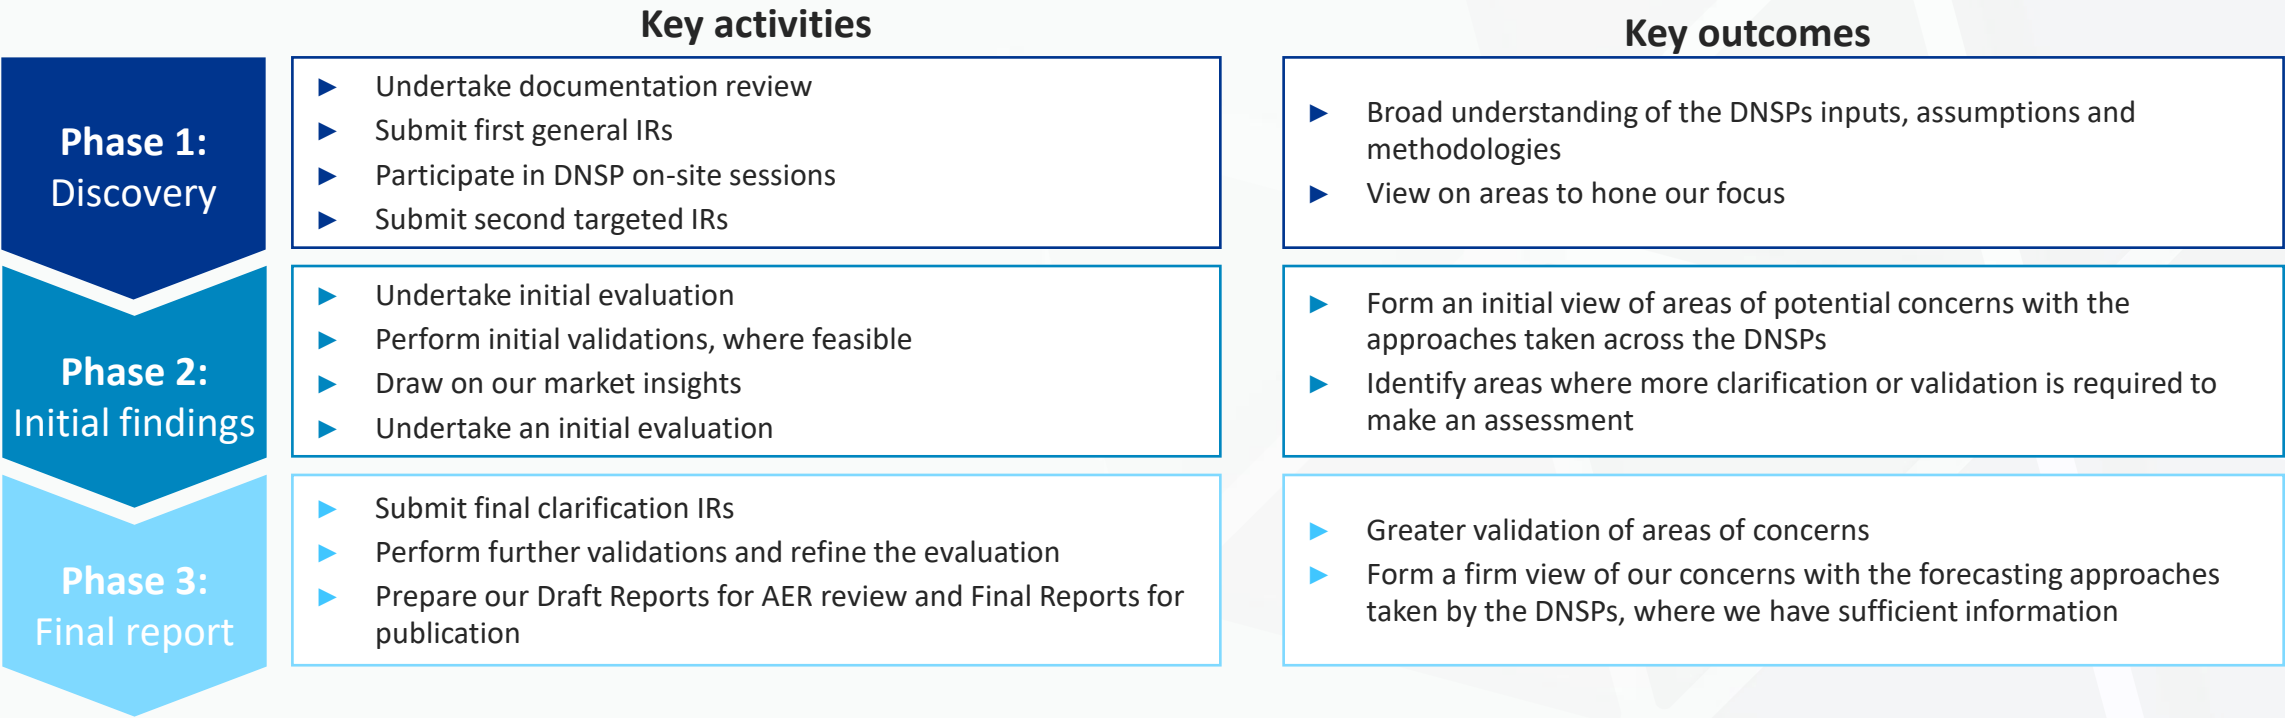 Key activities
Key outcomes
Phase 1:
Discovery
► Undertake documentation review
► Submit first general IRs
► Participate in DNSP on-site sessions
► Submit second targeted IRs
► Broad understanding of the DNSPs inputs, assumptions and
methodologies
► View on areas to hone our focus
Phase 2:
Initial findings
► Undertake initial evaluation
► Perform initial validations, where feasible
► Draw on our market insights
► Undertake an initial evaluation
► Form an initial view of areas of potential concerns with the
approaches taken across the DNSPs
► Identify areas where more clarification or validation is required to
make an assessment
Phase 3:
Final report
► Submit final clarification IRs
► Perform further validations and refine the evaluation
► Prepare our Draft Reports for AER review and Final Reports for
publication
► Greater validation of areas of concerns
► Form a firm view of our concerns with the forecasting approaches
taken by the DNSPs, where we have sufficient information